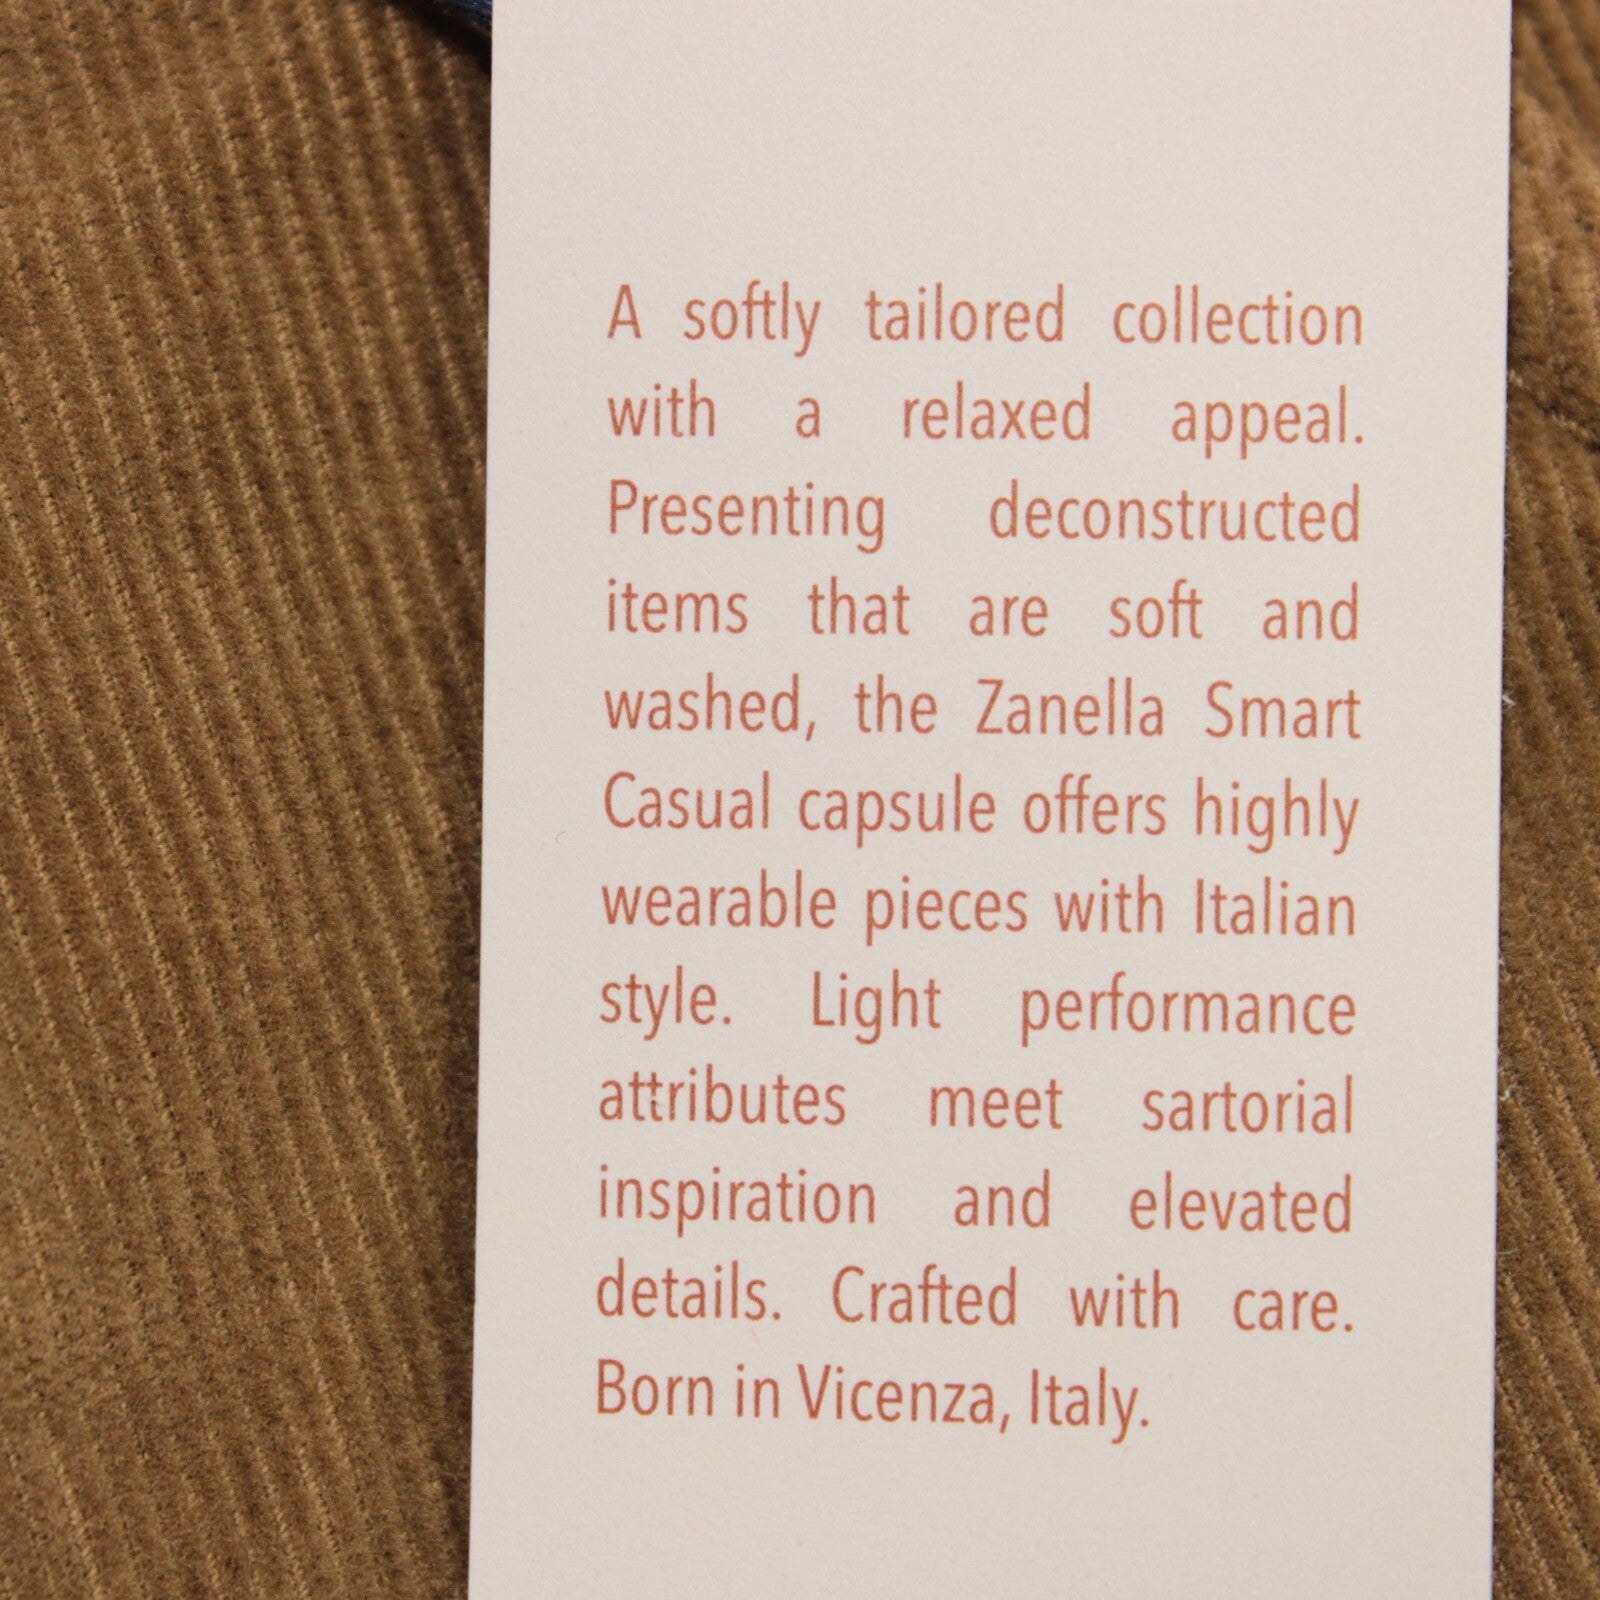 A softly tailored collection
with a relaxed appeal.
Presenting deconstructed
items that are soft and
washed, the Zanella Smart
Casual capsule offers highly
wearable pieces with Italian
style. Light performance
attributes meet sartorial
inspiration and elevated
details. Crafted with care.
Born in Vicenza, Italy.